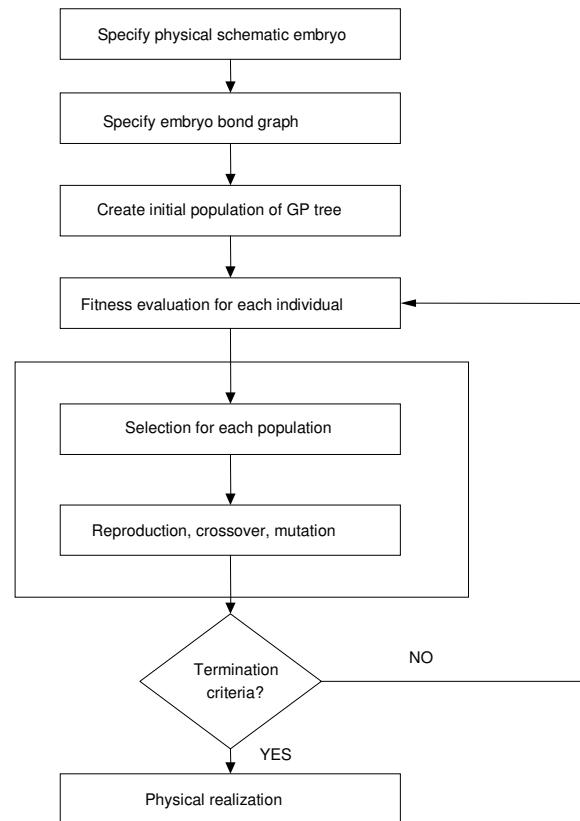 Specify physical schematic embryo
Specify embryo bond graph
Create initial population of GP tree
Fitness evaluation for each individual
Selection for each population
Reproduction, crossover, mutation
Termination
criteria?
NO
YES
Physical realization